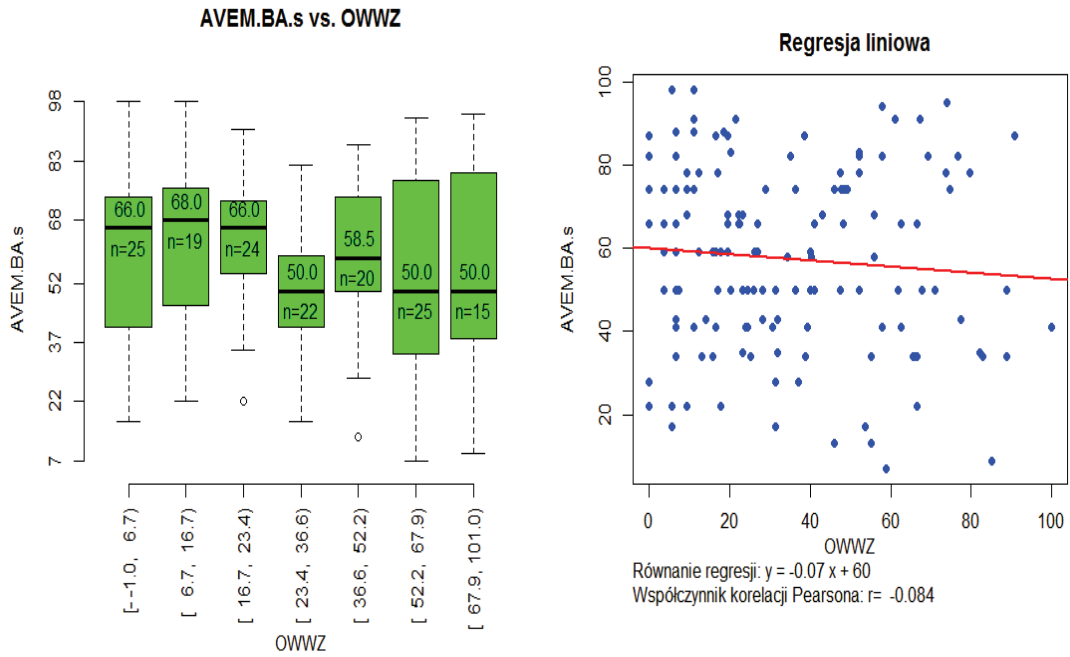 AVEM.BA.s vs. OWWZ
AVEM.BA.s
98
83
68
52
37
22
7
66.0
n=25
68.0
n=19
66.0
n=24
50.0
n=22
58.5
n=20
50.0
n=25
50.0
n=15
[--1.0, 6.7)
[ 6.7, 16.7)
[ 16.7, 23.4)
[ 23.4, 36.6)
[ 36.6, 52.2)
[ 52.2, 67.9)
[ 67.9, 101.0)
OWWZ
Regresja liniowa
AVEM.BA.s
100
80
60
40
20
0 20 40 60 80 100
OWWZ
Równanie regresji: y = -0.07 x + 60
Współczynnik korelacji Pearsona: r= -0.084